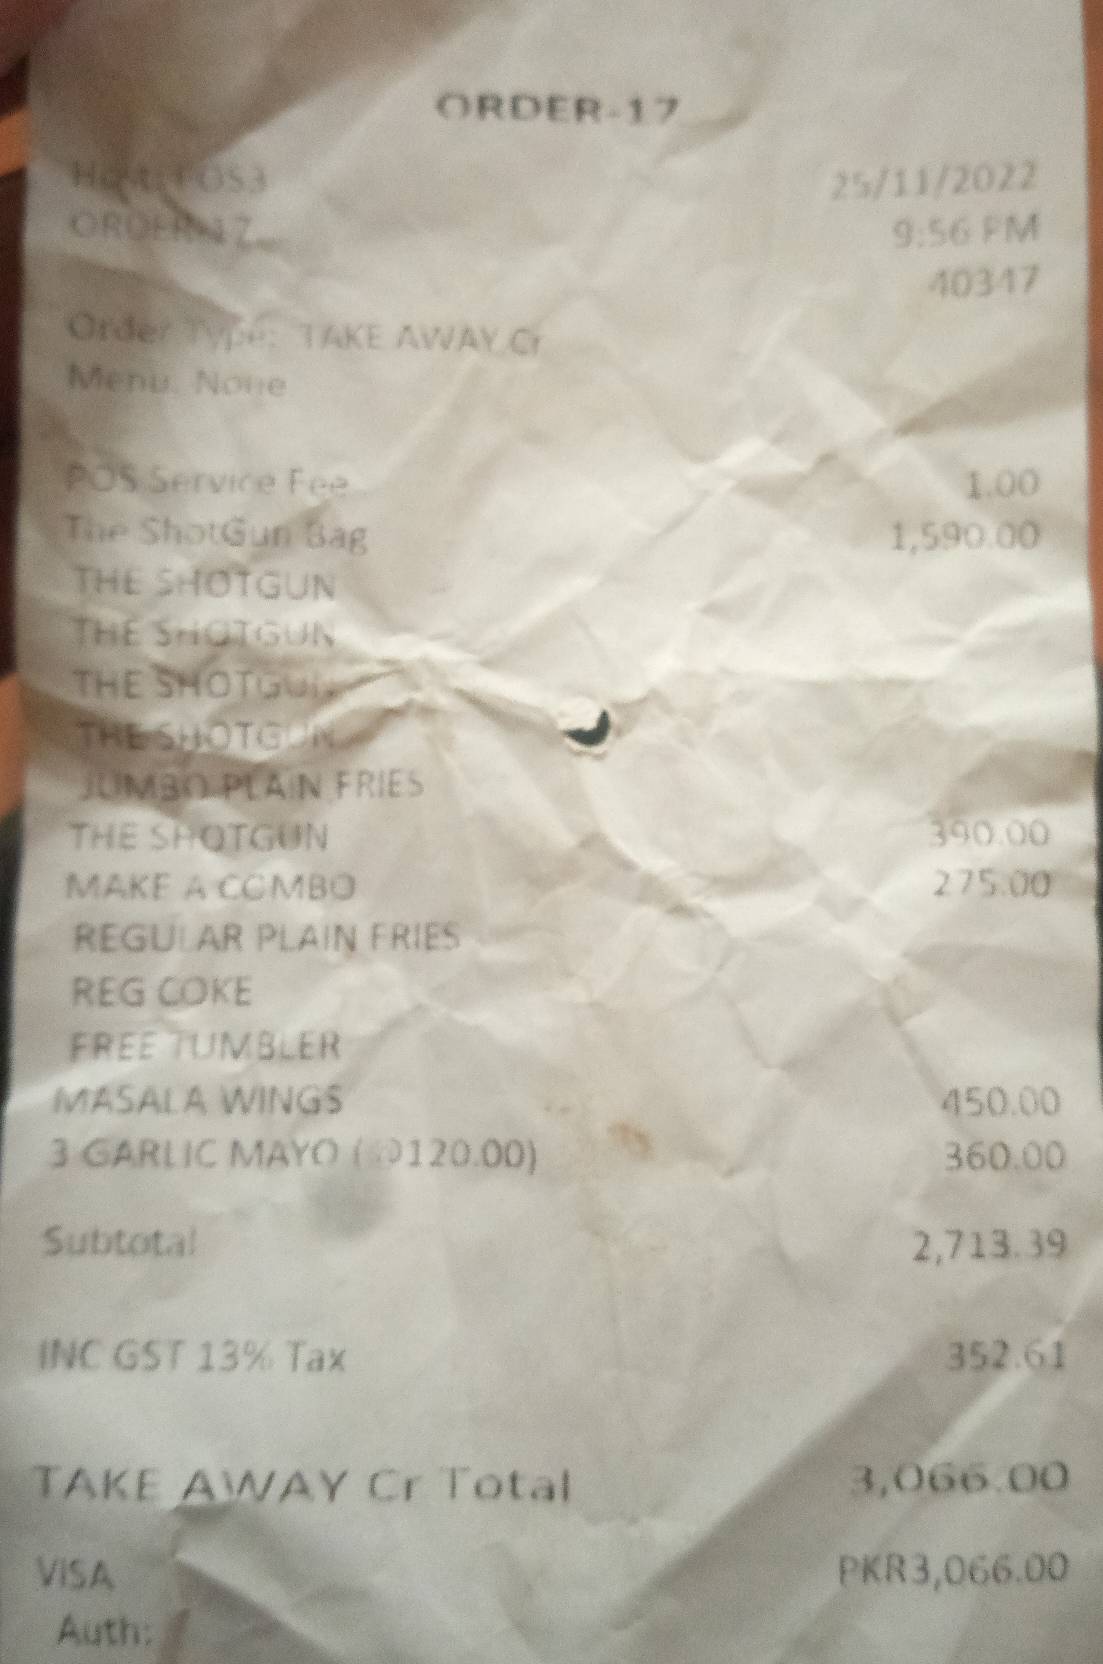 ORDER-17
Host: POS3 25/11/2022
ORDER-17 9:56 PM
40347
Order Type: TAKE AWAY Cr
Menu: None
POS Service Fee 1.00
The ShotGun Bag 1,590.00
THE SHOTGUN
THE SHOTGUN
THE SHOTGUN
THE SHOTGUN
JUMBO PLAIN FRIES
THE SHOTGUN 390.00
MAKE A COMBO 275.00
REGULAR PLAIN FRIES
REG COKE
FREE TUMBLER
MASALA WINGS 450.00
3 GARLIC MAYO (@120.00) 360.00
Subtotal 2,713.39
INC GST 13% Tax 352.61
TAKE AWAY Cr Total 3,066.00
VISA PKR3,066.00
Auth: